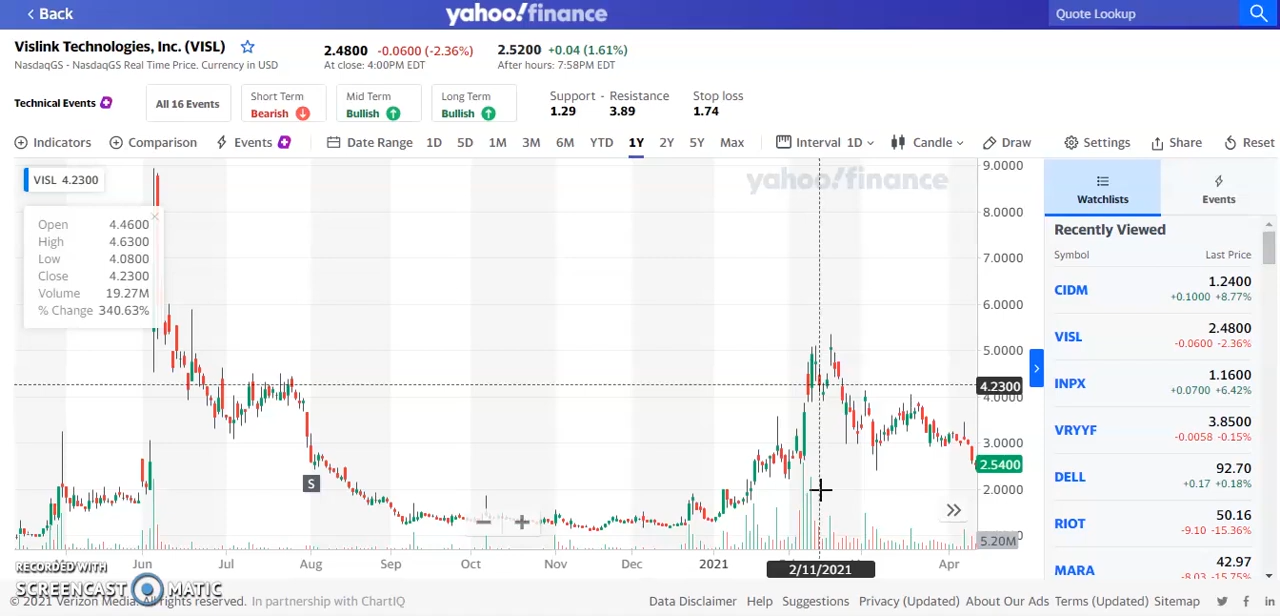 Back
yahoo!finance
Quote Lookup
Vislink Technologies, Inc. (VISL)
NasdaqGS - NasdaqGS Real Time Price. Currency in USD
2.4800 -0.0600 (-2.36%)
At close: 4:00PM EDT
2.5200 +0.04 (1.61%)
After hours: 7:58PM EDT
Technical Events
All 16 Events
Short Term
Bearish
Mid Term
Bullish
Long Term
Bullish
Support - Resistance
1.29 3.89
Stop loss
1.74
Indicators Comparison Events Date Range 1D 5D 1M 3M 6M YTD 1Y 2Y 5Y Max Interval 1D Candle Draw Settings Share Reset
VISL 4.2300
yahoo!finance
Open 4.4600
High 4.6300
Low 4.0800
Close 4.2300
Volume 19.27M
% Change 340.63%
9.0000
8.0000
7.0000
6.0000
5.0000
4.2300
4.0000
3.0000
2.5400
2.0000
5.20M
S
Jun Jul Aug Sep Oct Nov Dec 2021 2/11/2021 Apr
Watchlists
Events
Recently Viewed
Symbol Last Price
CIDM 1.2400
+0.1000 +8.77%
VISL 2.4800
-0.0600 -2.36%
INPX 1.1600
+0.0700 +6.42%
VRYYF 3.8500
-0.0058 -0.15%
DELL 92.70
+0.17 +0.18%
RIOT 50.16
-9.10 -15.36%
MARA 42.97
-8.03 -15.75%
RECORDED WITH
SCREENCAST MATIC
© 2021 Verizon Media. All rights reserved. In partnership with ChartIQ
Data Disclaimer Help Suggestions Privacy (Updated) About Our Ads Terms (Updated) Sitemap